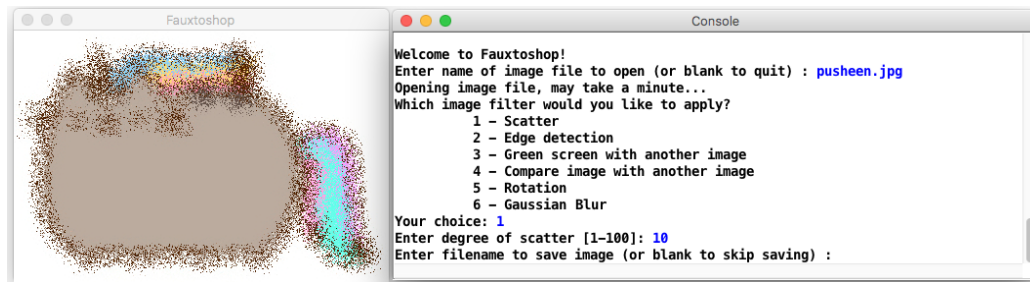 Fauxtoshop
Console
Welcome to Fauxtoshop!
Enter name of image file to open (or blank to quit) : pusheen.jpg
Opening image file, may take a minute...
Which image filter would you like to apply?
1 - Scatter
2 - Edge detection
3 - Green screen with another image
4 - Compare image with another image
5 - Rotation
6 - Gaussian Blur
Your choice: 1
Enter degree of scatter [1-100]: 10
Enter filename to save image (or blank to skip saving) :